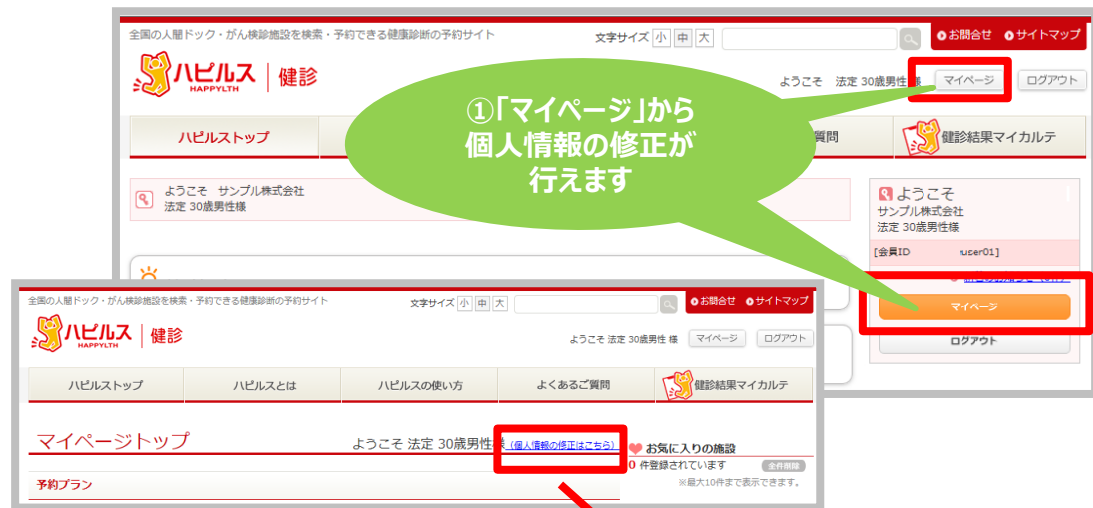 全国の人間ドック・がん検診施設を検索・予約できる健康診断の予約サイト
文字サイズ 小 中 大
お問合せ サイトマップ
ハピルス 健診
HAPPYLTH
ようこそ 法定 30歳男性 様 マイページ ログアウト
①「マイページ」から
個人情報の修正が
行えます
ハピルストップ
質問
健診結果マイカルテ
ようこそ サンプル株式会社
法定 30歳男性様
ようこそ
サンプル株式会社
法定 30歳男性様
[会員ID user01]
マイページ
ログアウト
全国の人間ドック・がん検診施設を検索・予約できる健康診断の予約サイト
文字サイズ 小 中 大
お問合せ サイトマップ
ハピルス 健診
HAPPYLTH
ようこそ 法定 30歳男性 様 マイページ ログアウト
ハピルストップ ハピルスとは ハピルスの使い方 よくあるご質問 健診結果マイカルテ
マイページトップ
ようこそ 法定 30歳男性様 (個人情報の修正はこちら)
お気に入りの施設
0 件登録されています 全件削除
※最大10件まで表示できます。
予約プラン